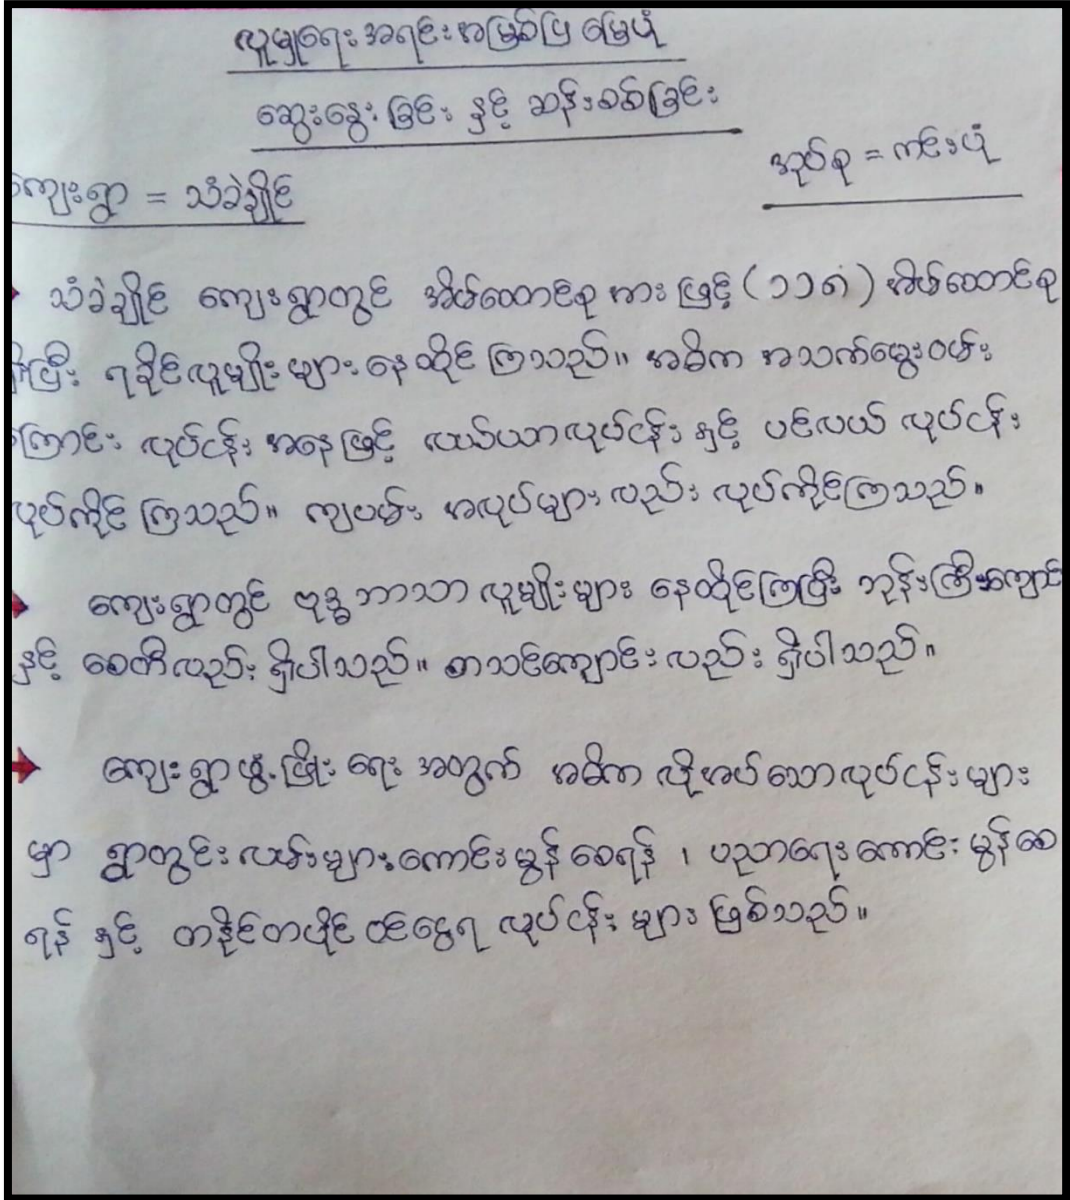 လူမှုရေး အရင်းအမြစ်ပြ မြေပုံ
ဆွေးနွေးခြင်း နှင့် ဆန်းစစ်ခြင်း
အုပ်စု = ကင်းပုံ
ကျေးရွာ = သံခဲချိုင်
သံခဲချိုင် ကျေးရွာတွင် အိမ်ထောင်စု အားဖြင့် (၁၁၈) အိမ်ထောင်စု
ရှိပြီး ရခိုင်လူမျိုးများ နေထိုင်ကြသည်။ အဓိက အသက်မွေးဝမ်း
ကြောင်း လုပ်ငန်း အနေဖြင့် လယ်ယာလုပ်ငန်း နှင့် ပင်လယ် လုပ်ငန်း
လုပ်ကိုင်ကြသည်။ ကျပမ်း အလုပ်များ လည်း လုပ်ကိုင်ကြသည်။
ကျေးရွာတွင် ဗုဒ္ဓဘာသာ လူမျိုးများ နေထိုင်ကြပြီး ဘုန်းကြီးကျောင်း
နှင့် စေတီလည်း ရှိပါသည်။ စာသင်ကျောင်း လည်း ရှိပါသည်။
ကျေးရွာဖွံ့ဖြိုးရေး အတွက် အဓိက လိုအပ်သောလုပ်ငန်းများ
မှာ ရွာတွင်းလမ်းများကောင်းမွန်စေရန် ၊ ပညာရေးကောင်းမွန်စေ
ရန် နှင့် တနိုင်တပိုင် ဝင်ငွေရ လုပ်ငန်းများ ဖြစ်သည်။